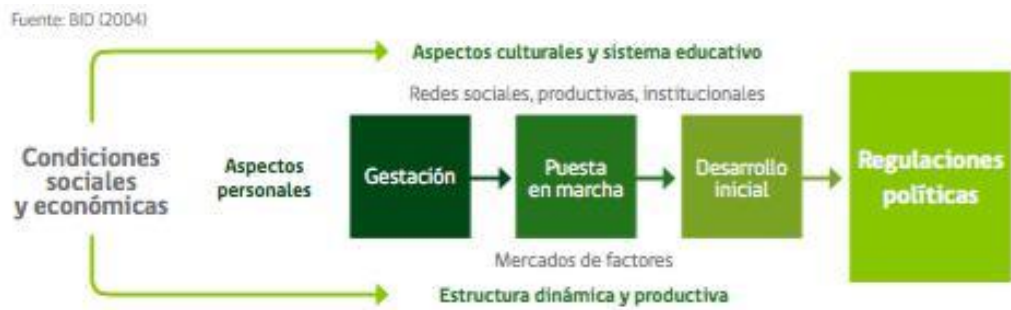 Fuente: BID (2004)
Aspectos culturales y sistema educativo
Redes sociales, productivas, institucionales
Condiciones
sociales
y económicas
Aspectos
personales
Gestación
Puesta
en marcha
Desarrollo
inicial
Regulaciones
políticas
Mercados de factores
Estructura dinámica y productiva